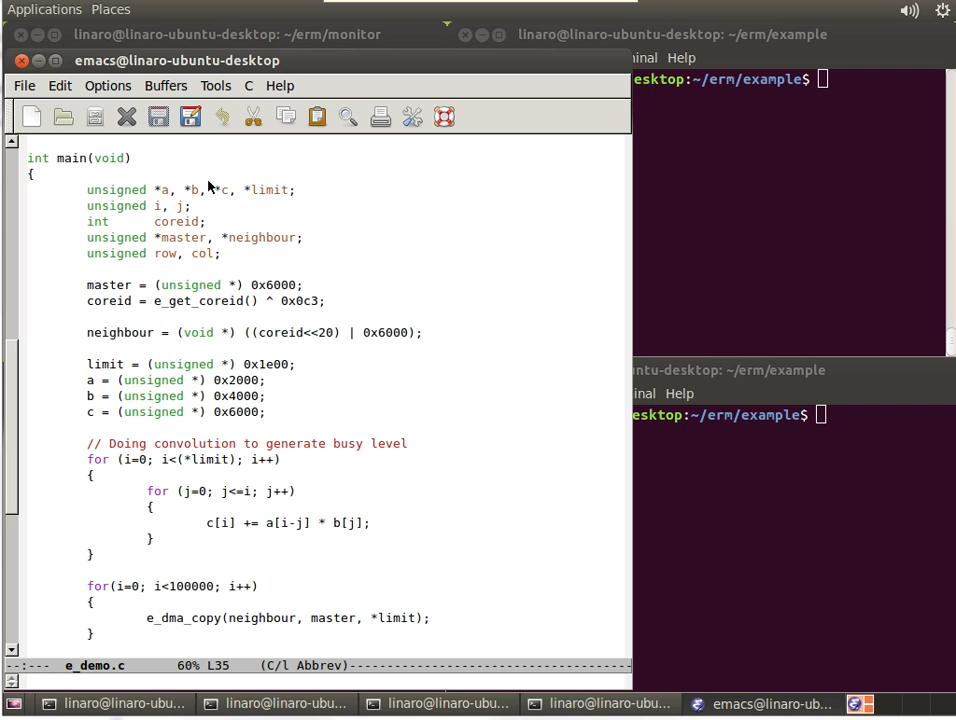 Applications Places
linaro@linaro-ubuntu-desktop: ~/erm/monitor
linaro@linaro-ubuntu-desktop: ~/erm/example
emacs@linaro-ubuntu-desktop
File Edit Options Buffers Tools C Help
int main(void)
{
unsigned *a, *b, *c, *limit;
unsigned i, j;
int coreid;
unsigned *master, *neighbour;
unsigned row, col;
master = (unsigned *) 0x6000;
coreid = e_get_coreid() ^ 0x0c3;
neighbour = (void *) ((coreid<<20) | 0x6000);
limit = (unsigned *) 0x1e00;
a = (unsigned *) 0x2000;
b = (unsigned *) 0x4000;
c = (unsigned *) 0x6000;
// Doing convolution to generate busy level
for (i=0; i<(*limit); i++)
{
for (j=0; j<=i; j++)
{
c[i] += a[i-j] * b[j];
}
}
for(i=0; i<100000; i++)
{
e_dma_copy(neighbour, master, *limit);
}
--:--- e_demo.c 60% L35 (C/l Abbrev)------------------------------------
minal Help
desktop:~/erm/example$
untu-desktop: ~/erm/example
inal Help
esktop:~/erm/example$
linaro@linaro-ubu...
linaro@linaro-ubu...
linaro@linaro-ubu...
linaro@linaro-ubu...
emacs@linaro-ub...